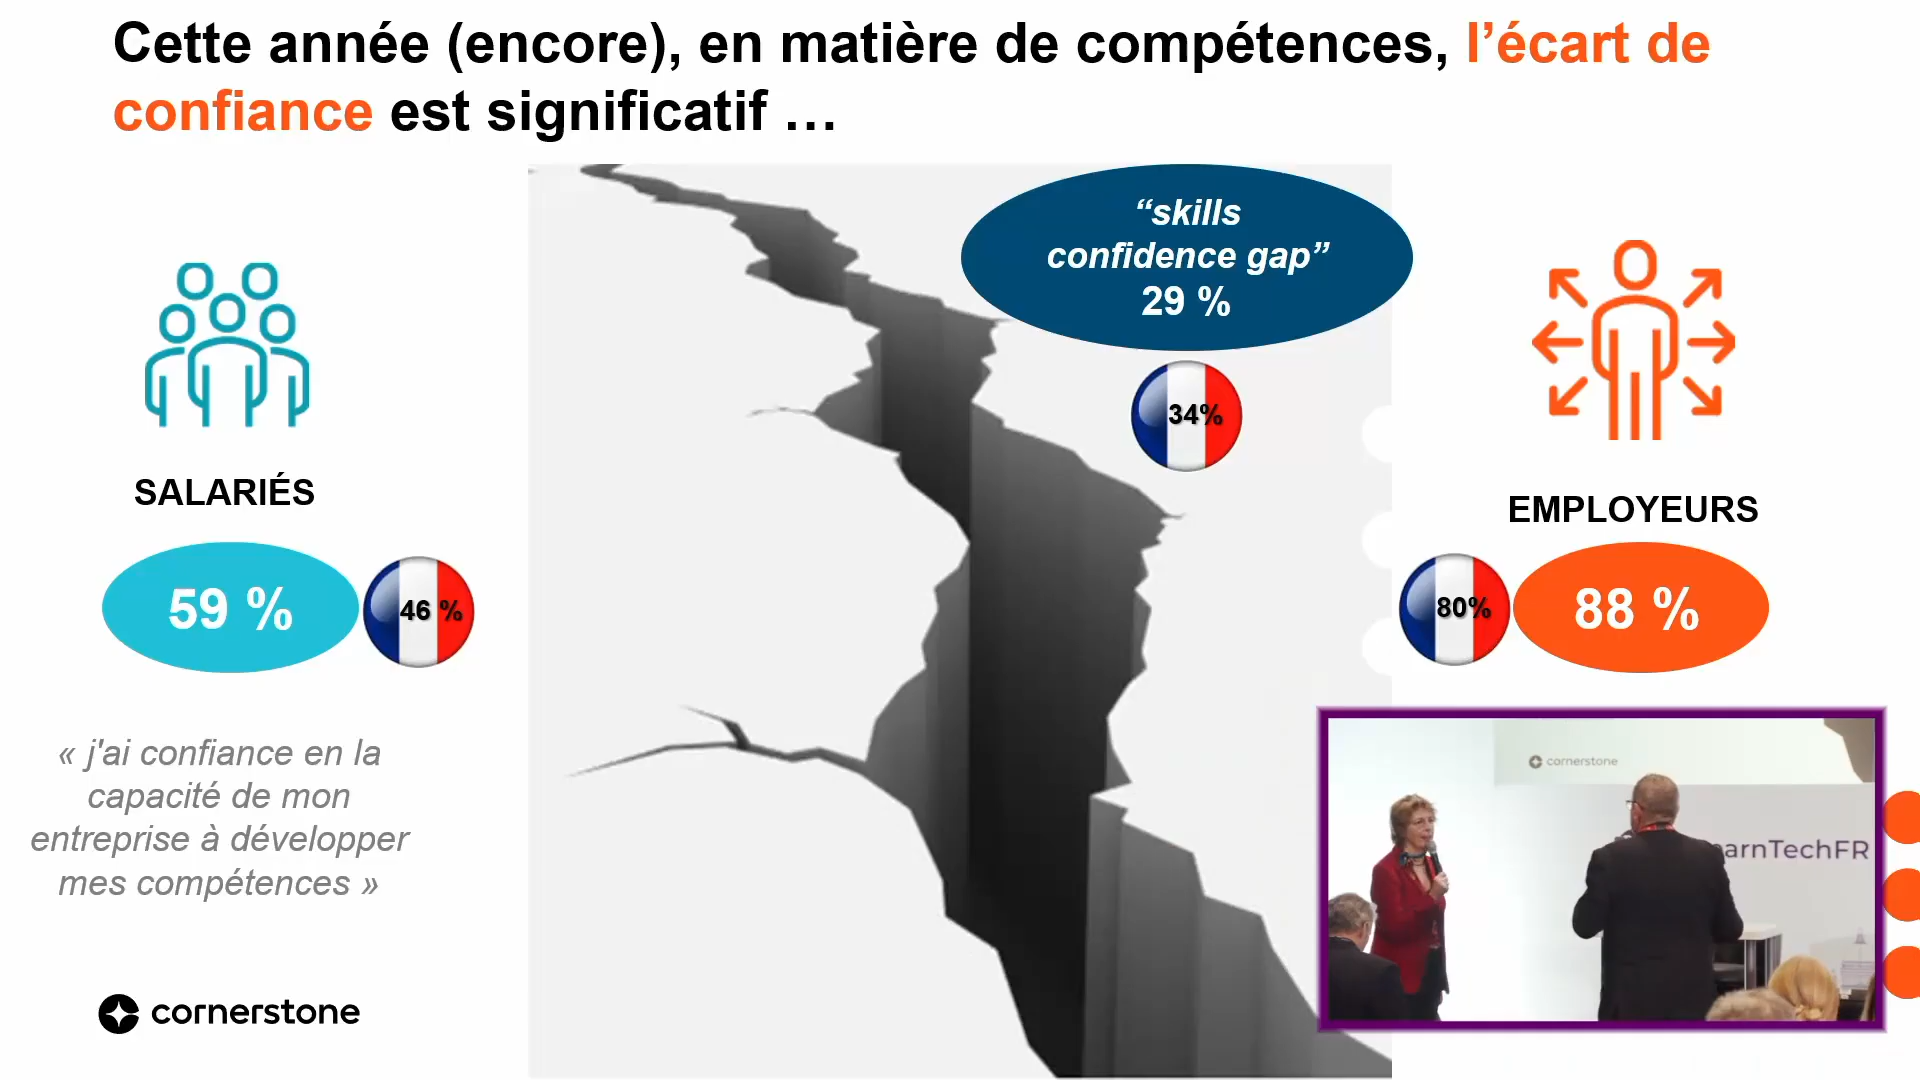 Cette année (encore), en matière de compétences, l’écart de
confiance est significatif …
“skills
confidence gap”
29 %
34%
SALARIÉS
59 %
46 %
EMPLOYEURS
80%
88 %
« j'ai confiance en la
capacité de mon
entreprise à développer
mes compétences »
cornerstone
cornerstone
arnTechFR